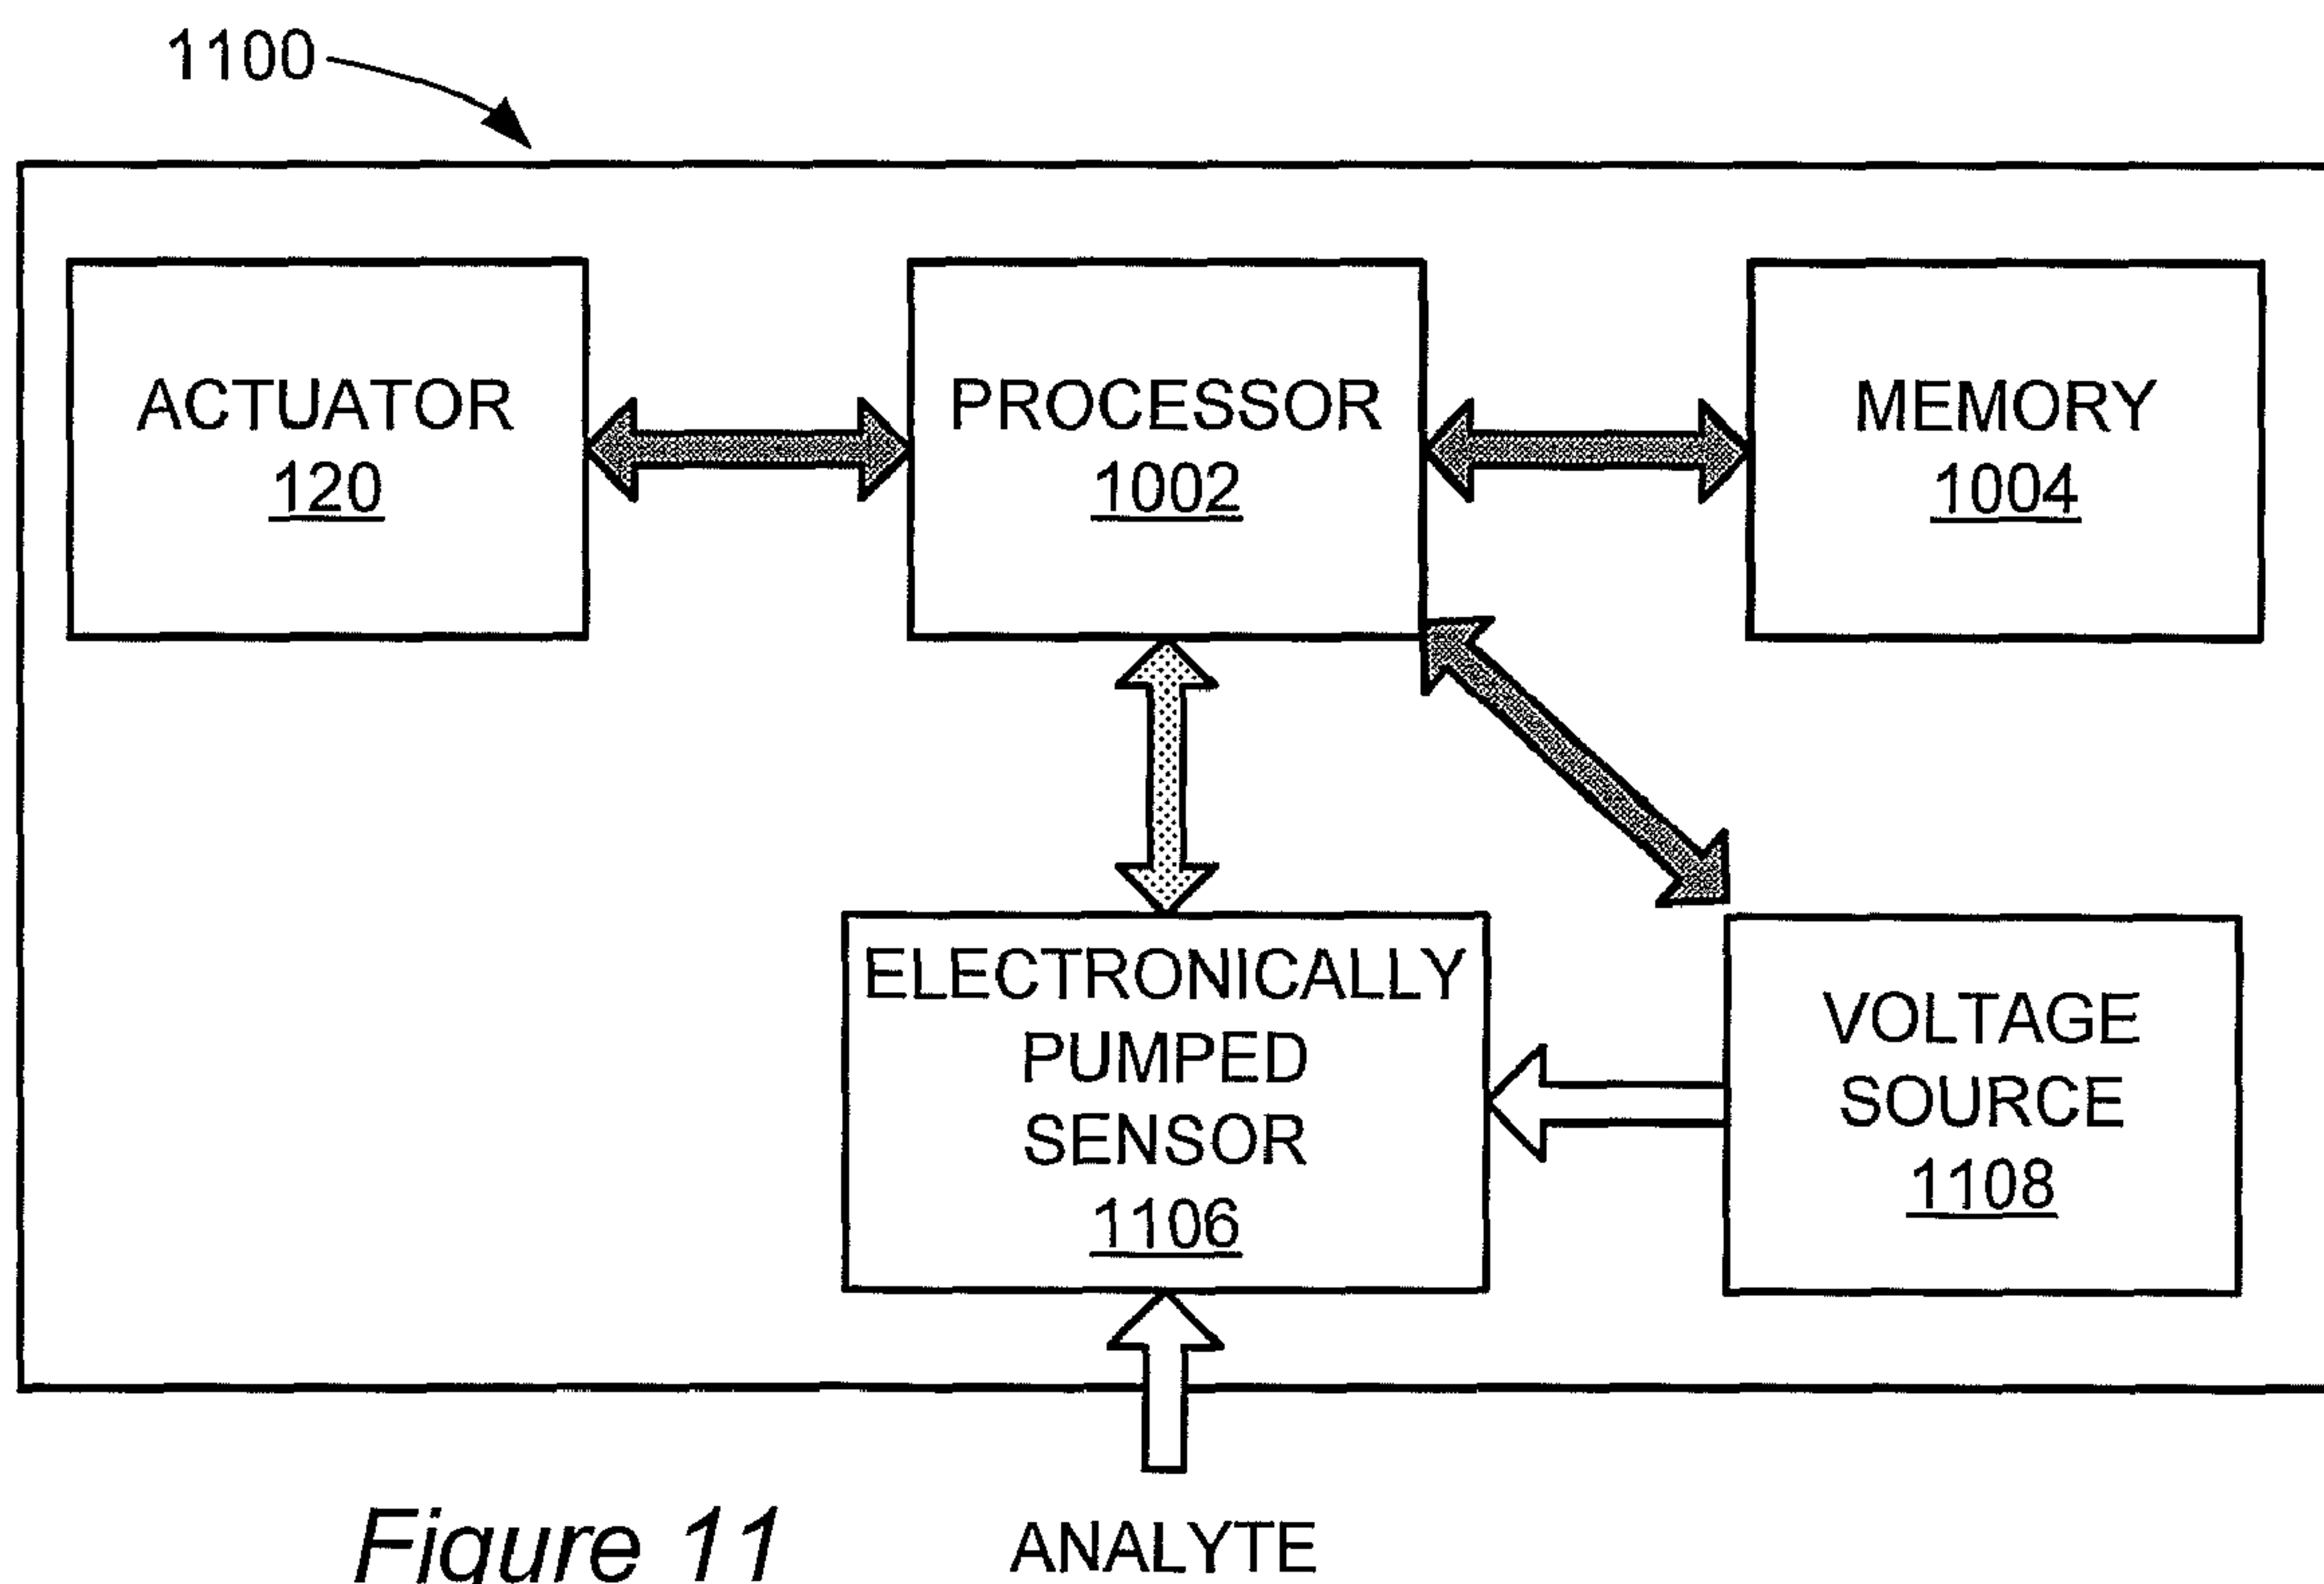 1100
ACTUATOR
120
PROCESSOR
1002
MEMORY
1004
ELECTRONICALLY
PUMPED
SENSOR
1106
VOLTAGE
SOURCE
1108
ANALYTE
Figure 11